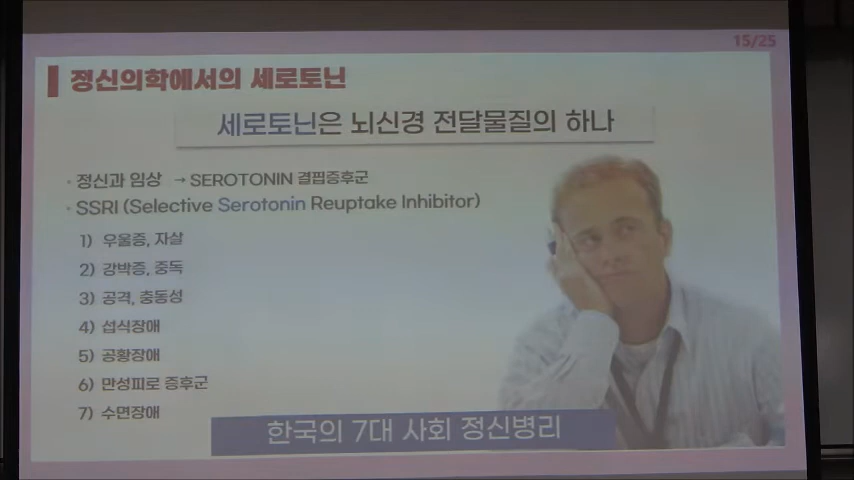 15/25
정신의학에서의 세로토닌
세로토닌은 뇌신경 전달물질의 하나
· 정신과 임상 → SEROTONIN 결핍증후군
· SSRI (Selective Serotonin Reuptake Inhibitor)
1) 우울증, 자살
2) 강박증, 중독
3) 공격, 충동성
4) 섭식장애
5) 공황장애
6) 만성피로 증후군
7) 수면장애
한국의 7대 사회 정신병리